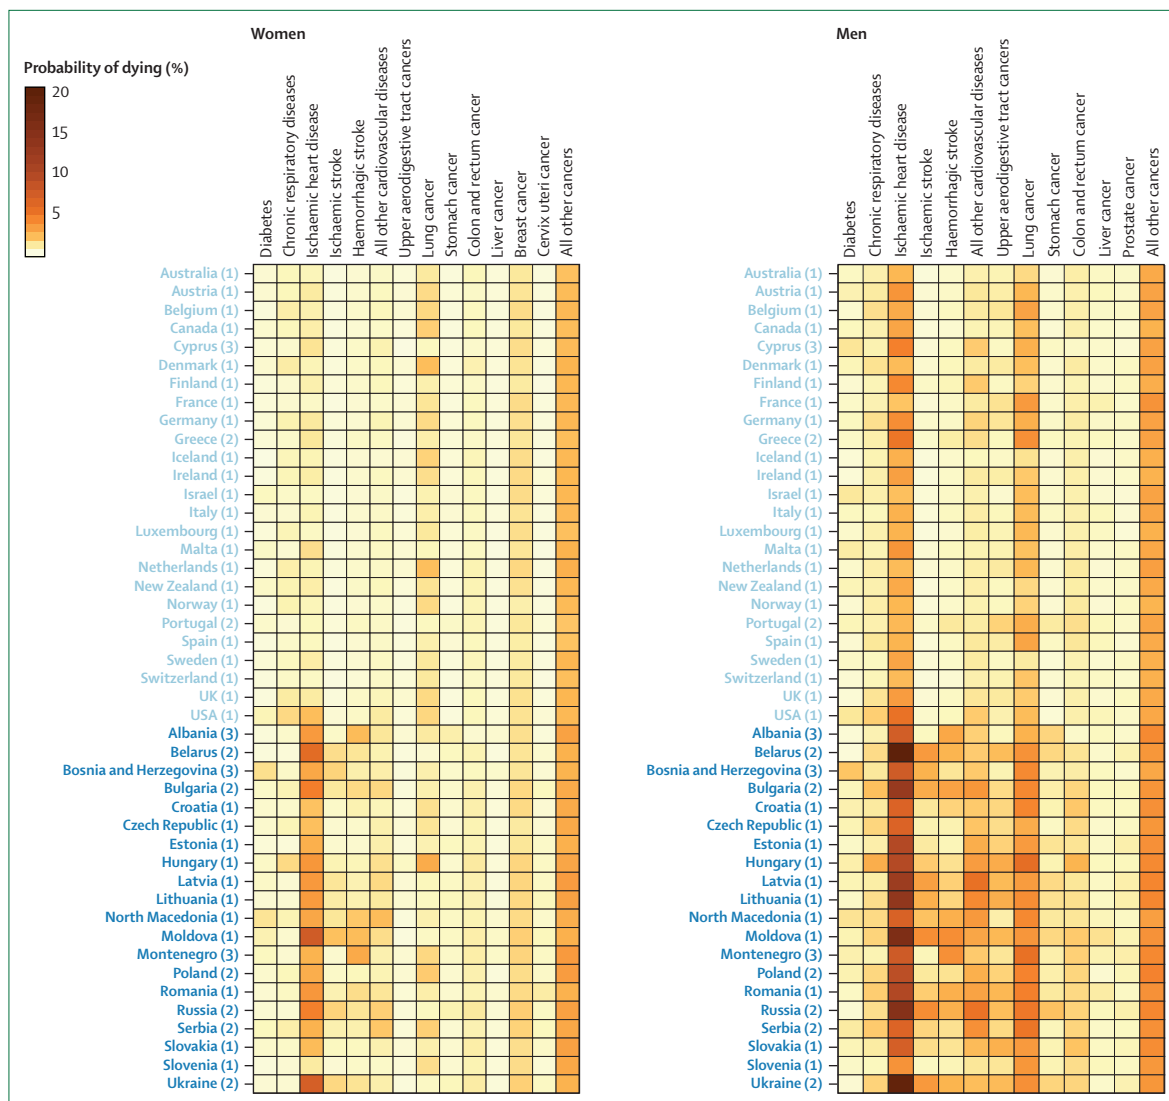 Women
Men
Probability of dying (%)
20
15
10
5
Diabetes
Chronic respiratory diseases
Ischaemic heart disease
Ischaemic stroke
Haemorrhagic stroke
All other cardiovascular diseases
Upper aerodigestive tract cancers
Lung cancer
Stomach cancer
Colon and rectum cancer
Liver cancer
Breast cancer
Cervix uteri cancer
All other cancers
Diabetes
Chronic respiratory diseases
Ischaemic heart disease
Ischaemic stroke
Haemorrhagic stroke
All other cardiovascular diseases
Upper aerodigestive tract cancers
Lung cancer
Stomach cancer
Colon and rectum cancer
Liver cancer
Prostate cancer
All other cancers
Australia (1)
Austria (1)
Belgium (1)
Canada (1)
Cyprus (3)
Denmark (1)
Finland (1)
France (1)
Germany (1)
Greece (2)
Iceland (1)
Ireland (1)
Israel (1)
Italy (1)
Luxembourg (1)
Malta (1)
Netherlands (1)
New Zealand (1)
Norway (1)
Portugal (2)
Spain (1)
Sweden (1)
Switzerland (1)
UK (1)
USA (1)
Albania (3)
Belarus (2)
Bosnia and Herzegovina (3)
Bulgaria (2)
Croatia (1)
Czech Republic (1)
Estonia (1)
Hungary (1)
Latvia (1)
Lithuania (1)
North Macedonia (1)
Moldova (1)
Montenegro (3)
Poland (2)
Romania (1)
Russia (2)
Serbia (2)
Slovakia (1)
Slovenia (1)
Ukraine (2)
Australia (1)
Austria (1)
Belgium (1)
Canada (1)
Cyprus (3)
Denmark (1)
Finland (1)
France (1)
Germany (1)
Greece (2)
Iceland (1)
Ireland (1)
Israel (1)
Italy (1)
Luxembourg (1)
Malta (1)
Netherlands (1)
New Zealand (1)
Norway (1)
Portugal (2)
Spain (1)
Sweden (1)
Switzerland (1)
UK (1)
USA (1)
Albania (3)
Belarus (2)
Bosnia and Herzegovina (3)
Bulgaria (2)
Croatia (1)
Czech Republic (1)
Estonia (1)
Hungary (1)
Latvia (1)
Lithuania (1)
North Macedonia (1)
Moldova (1)
Montenegro (3)
Poland (2)
Romania (1)
Russia (2)
Serbia (2)
Slovakia (1)
Slovenia (1)
Ukraine (2)